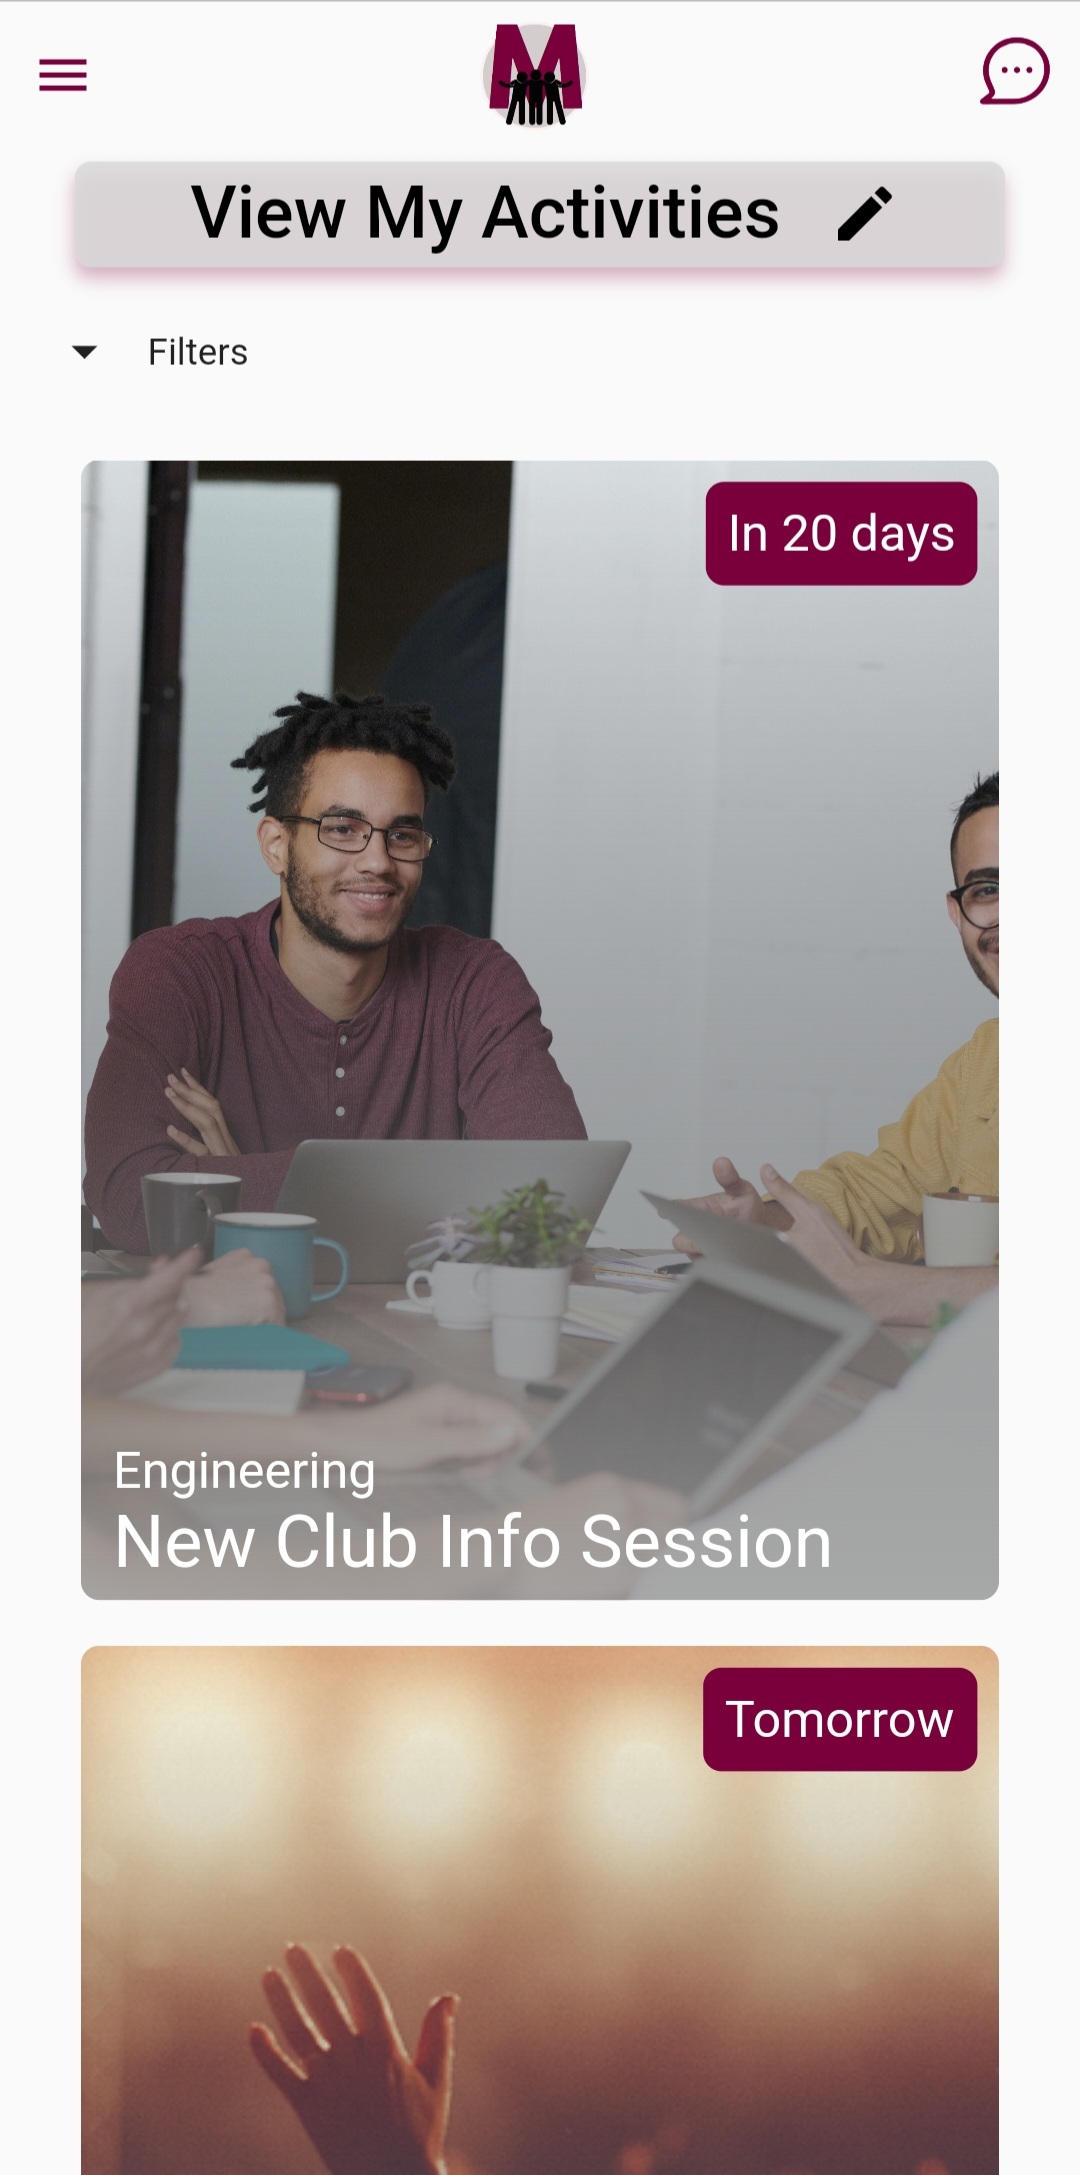 M
View My Activities
Filters
In 20 days
Engineering
New Club Info Session
Tomorrow